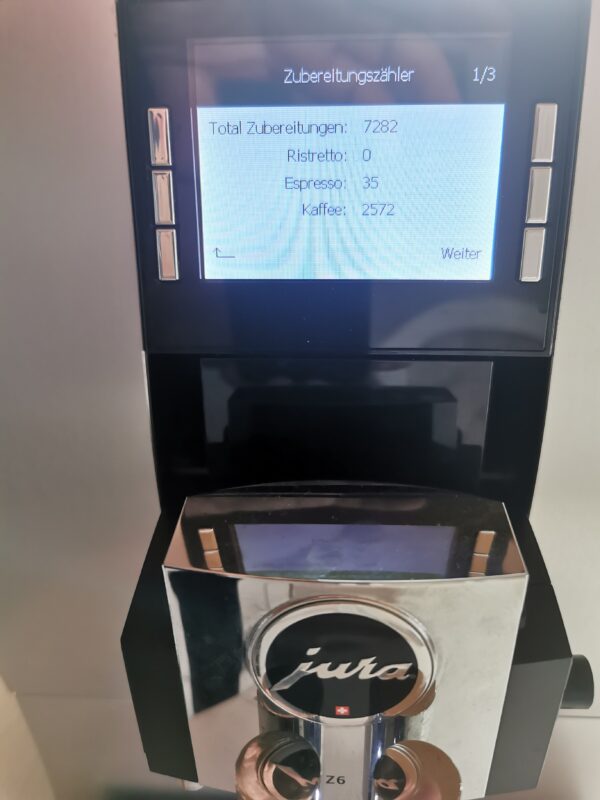 Zubereitungszähler 1/3
Total Zubereitungen: 7282
Ristretto: 0
Espresso: 35
Kaffee: 2572
Weiter
jura
Z6